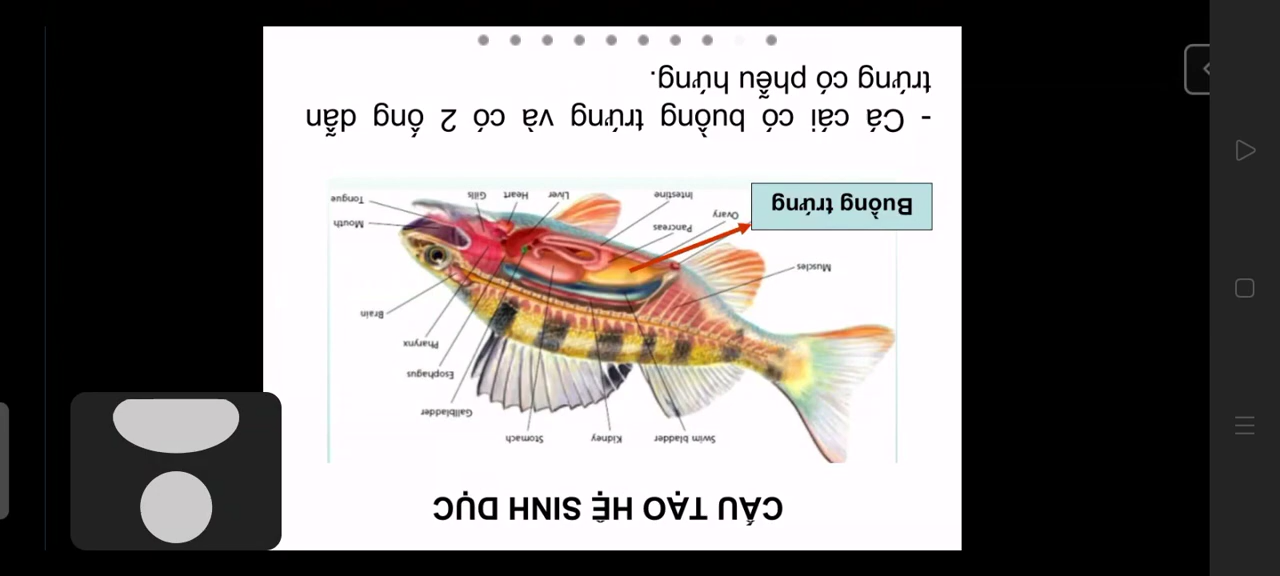 CẤU TẠO HỆ SINH DỤC
Swim bladder
Kidney
Stomach
Gallbladder
Esophagus
Pharynx
Brain
Muscles
Mouth
Tongue
Gills
Heart
Liver
Intestine
Pancreas
Ovary
Buồng trứng
- Cá cái có buồng trứng và có 2 ống dẫn
trứng có phễu hứng.